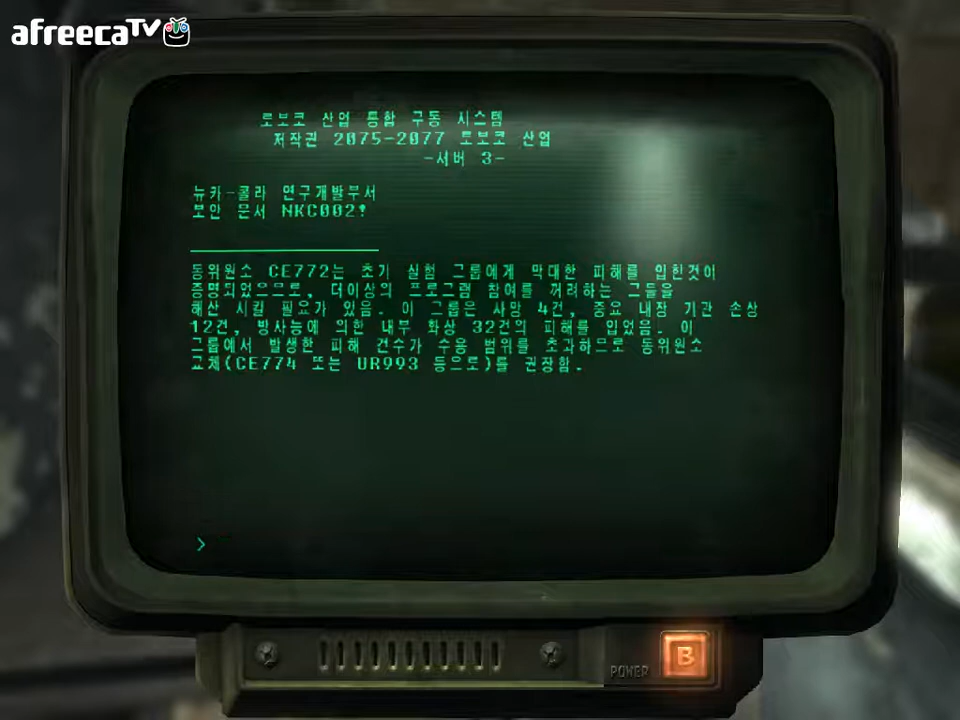 afreecaTV
로보코 산업 통합 구동 시스템
저작권 2075-2077 로보코 산업
-서버 3-
뉴카-콜라 연구개발부서
보안 문서 NKC002!
동위원소 CE772는 초기 실험 그룹에게 막대한 피해를 입힌것이
증명되었으므로, 더이상의 프로그램 참여를 꺼려하는 그들을
해산 시킬 필요가 있음. 이 그룹은 사망 4건, 중요 내장 기관 손상
12건, 방사능에 의한 내부 화상 32건의 피해를 입었음. 이
그룹에서 발생한 피해 건수가 수용 범위를 초과하므로 동위원소
교체(CE774 또는 UR993 등으로)를 권장함.
>
POWER
B